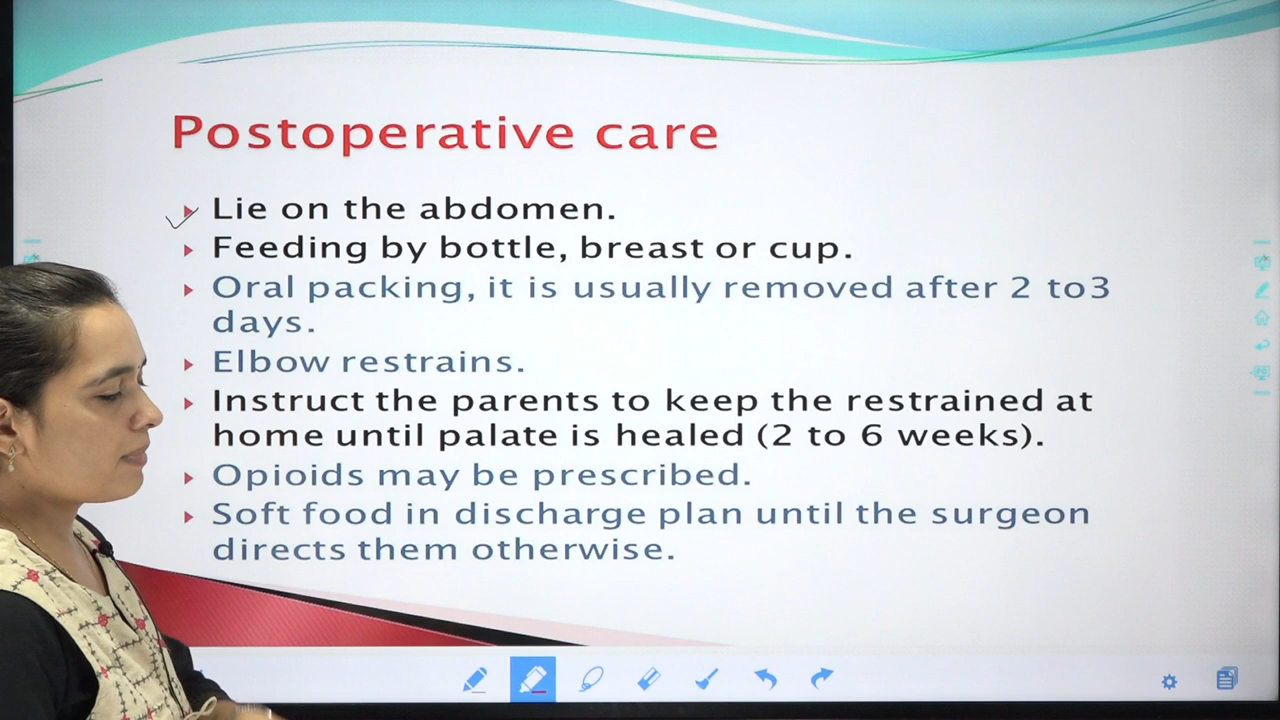 Postoperative care
Lie on the abdomen.
Feeding by bottle, breast or cup.
Oral packing, it is usually removed after 2 to3
days.
Elbow restrains.
Instruct the parents to keep the restrained at
home until palate is healed (2 to 6 weeks).
Opioids may be prescribed.
Soft food in discharge plan until the surgeon
directs them otherwise.